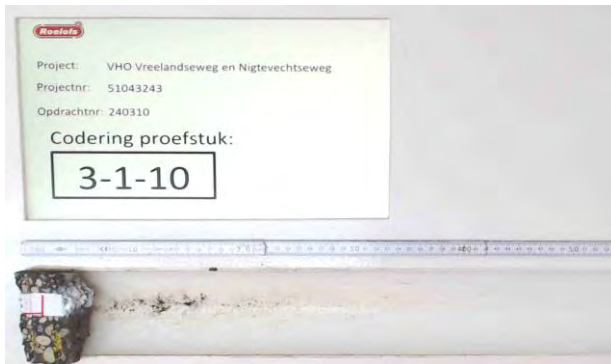 Roelofs
Project: VHO Vreelandseweg en Nigtevechtseweg
Projectnr: 51043243
Opdrachtnr: 240310
Codering proefstuk:
3-1-10